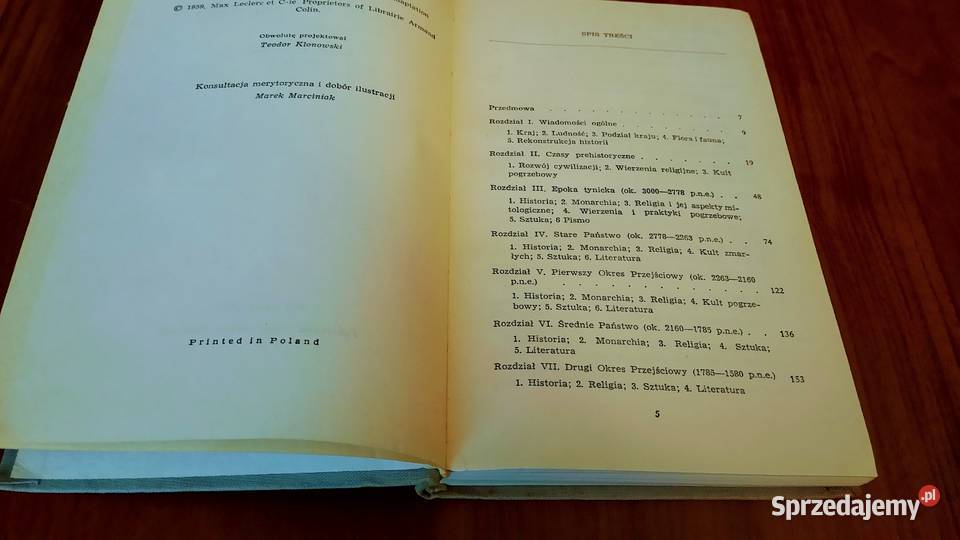 adaptation
© 1959, Max Leclerc et C-ie Proprietors of Librairie Armand
Colin.
Obwolutę projektował
Teodor Klonowski
Konsultacja merytoryczna i dobór ilustracji
Marek Marciniak
Printed in Poland
SPIS TREŚCI
Przedmowa . . . . . . . . . . . . 7
Rozdział I. Wiadomości ogólne . . . . . . . . 9
1. Kraj; 2. Ludność; 3. Podział kraju; 4. Flora i fauna;
5. Rekonstrukcja historii
Rozdział II. Czasy prehistoryczne . . . . . . . 19
1. Rozwój cywilizacji; 2. Wierzenia religijne; 3. Kult
pogrzebowy
Rozdział III. Epoka tynicka (ok. 3000—2778 p.n.e.) . . 48
1. Historia; 2. Monarchia; 3. Religia i jej aspekty mi-
tologiczne; 4. Wierzenia i praktyki pogrzebowe;
5. Sztuka; 6 Pismo
Rozdział IV. Stare Państwo (ok. 2778—2263 p.n.e.) . . 74
1. Historia; 2. Monarchia; 3. Religia; 4. Kult zmar-
łych; 5. Sztuka; 6. Literatura
Rozdział V. Pierwszy Okres Przejściowy (ok. 2263—2160
p.n.e.) . . . . . . . . . . . . . 122
1. Historia; 2. Monarchia; 3. Religia; 4. Kult pogrze-
bowy; 5. Sztuka; 6. Literatura
Rozdział VI. Średnie Państwo (ok. 2160—1785 p.n.e.) . . 136
1. Historia; 2. Monarchia; 3. Religia; 4. Sztuka;
5. Literatura
Rozdział VII. Drugi Okres Przejściowy (1785—1580 p.n.e.) 153
1. Historia; 2. Religia; 3. Sztuka; 4. Literatura
5
Sprzedajemy.pl